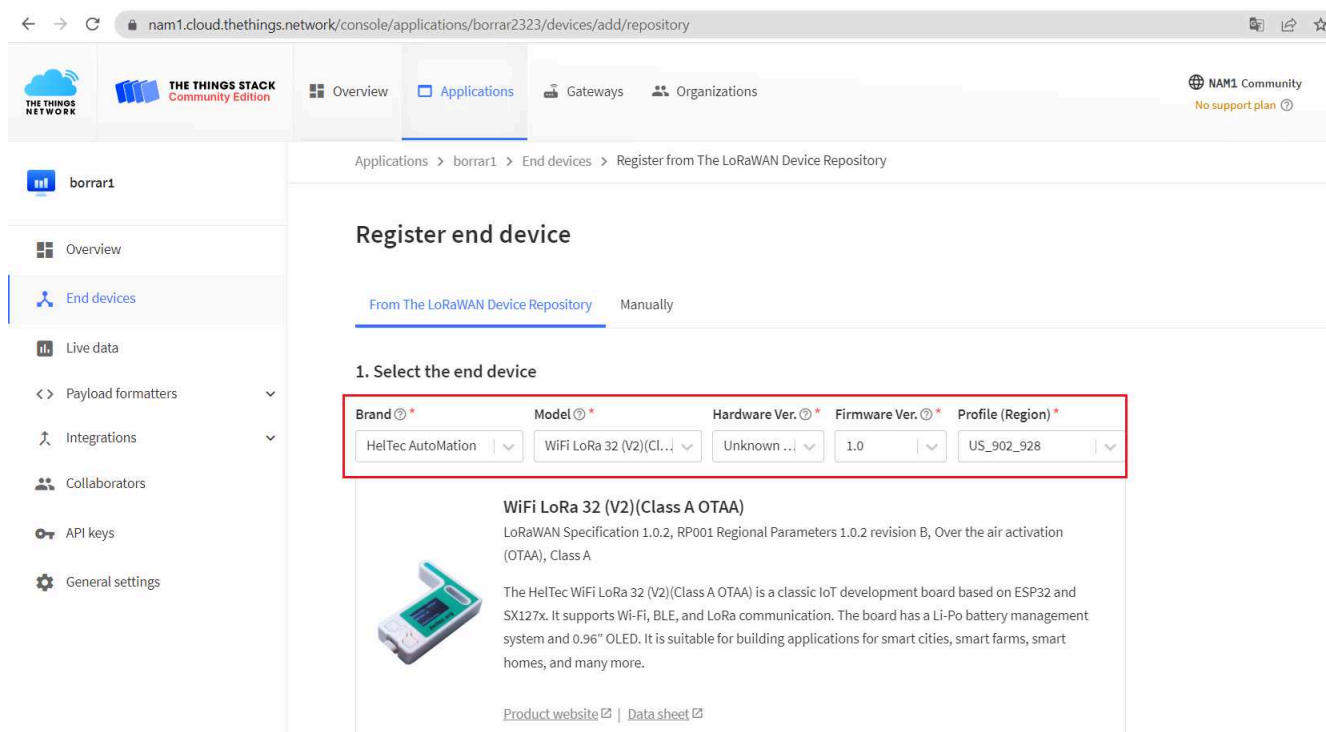 nam1.cloud.thethings.network/console/applications/borrar2323/devices/add/repository
THE THINGS NETWORK
THE THINGS STACK
Community Edition
Overview
Applications
Gateways
Organizations
NAM1 Community
No support plan
Applications > borrar1 > End devices > Register from The LoRaWAN Device Repository
borrar1
Overview
End devices
Live data
Payload formatters
Integrations
Collaborators
API keys
General settings
Register end device
From The LoRaWAN Device Repository Manually
1. Select the end device
Brand * Model * Hardware Ver. * Firmware Ver. * Profile (Region) *
HelTec AutoMation WiFi LoRa 32 (V2)(Cl... Unknown ... 1.0 US_902_928
WiFi LoRa 32 (V2)(Class A OTAA)
LoRaWAN Specification 1.0.2, RP001 Regional Parameters 1.0.2 revision B, Over the air activation
(OTAA), Class A
The HelTec WiFi LoRa 32 (V2)(Class A OTAA) is a classic IoT development board based on ESP32 and
SX127x. It supports Wi-Fi, BLE, and LoRa communication. The board has a Li-Po battery management
system and 0.96” OLED. It is suitable for building applications for smart cities, smart farms, smart
homes, and many more.
Product website | Data sheet